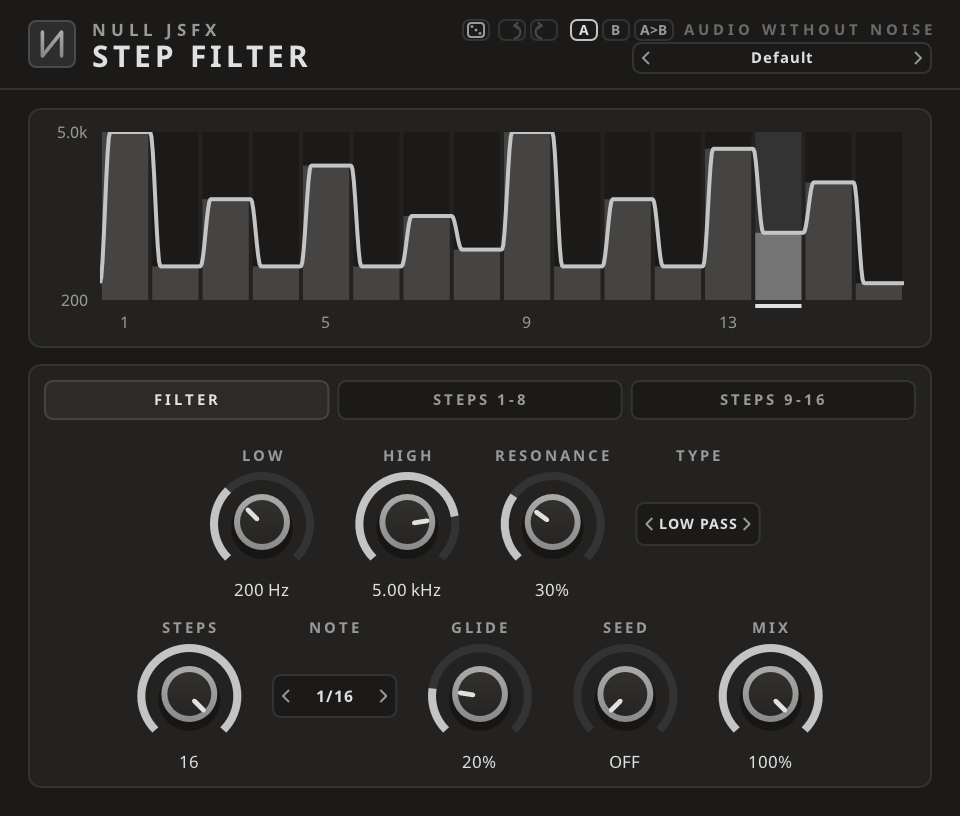 NULL JSFX
STEP FILTER
A B A>B AUDIO WITHOUT NOISE
Default
5.0k
200
1 5 9 13
FILTER STEPS 1-8 STEPS 9-16
LOW HIGH RESONANCE TYPE
LOW PASS
200 Hz 5.00 kHz 30%
STEPS NOTE GLIDE SEED MIX
1/16
16 20% OFF 100%